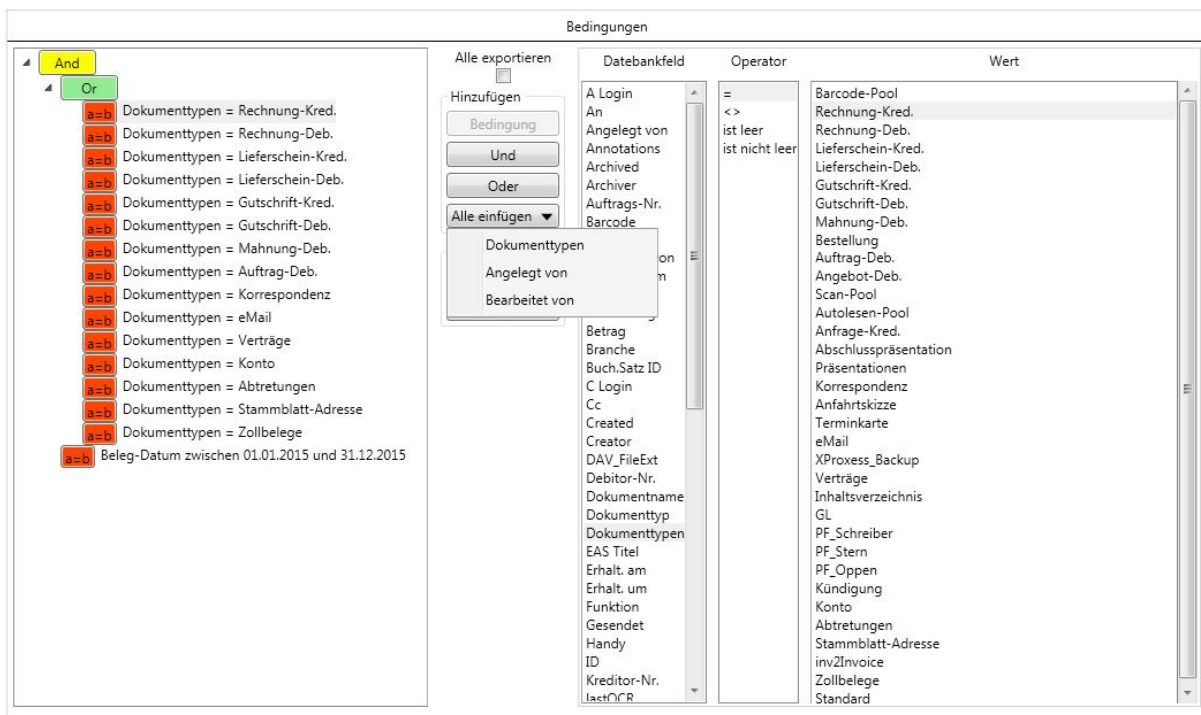 Bedingungen
And
Or
a=b Dokumenttypen = Rechnung-Kred.
a=b Dokumenttypen = Rechnung-Deb.
a=b Dokumenttypen = Lieferschein-Kred.
a=b Dokumenttypen = Lieferschein-Deb.
a=b Dokumenttypen = Gutschrift-Kred.
a=b Dokumenttypen = Gutschrift-Deb.
a=b Dokumenttypen = Mahnung-Deb.
a=b Dokumenttypen = Auftrag-Deb.
a=b Dokumenttypen = Korrespondenz
a=b Dokumenttypen = eMail
a=b Dokumenttypen = Verträge
a=b Dokumenttypen = Konto
a=b Dokumenttypen = Abtretungen
a=b Dokumenttypen = Stammblatt-Adresse
a=b Dokumenttypen = Zollbelege
a=b Beleg-Datum zwischen 01.01.2015 und 31.12.2015
Alle exportieren
Hinzufügen
Bedingung
Und
Oder
Alle einfügen
Dokumenttypen
Angelegt von
Bearbeitet von
Datebankfeld
A Login
An
Angelegt von
Annotations
Archived
Archiver
Auftrags-Nr.
Barcode
Betrag
Branche
Buch.Satz ID
C Login
Cc
Created
Creator
DAV_FileExt
Debitor-Nr.
Dokumentname
Dokumenttyp
Dokumenttypen
EAS Titel
Erhalt. am
Erhalt. um
Funktion
Gesendet
Handy
ID
Kreditor-Nr.
lastOCR
Operator
=
<>
ist leer
ist nicht leer
Wert
Barcode-Pool
Rechnung-Kred.
Rechnung-Deb.
Lieferschein-Kred.
Lieferschein-Deb.
Gutschrift-Kred.
Gutschrift-Deb.
Mahnung-Deb.
Bestellung
Auftrag-Deb.
Angebot-Deb.
Scan-Pool
Autolesen-Pool
Anfrage-Kred.
Abschlusspräsentation
Präsentationen
Korrespondenz
Anfahrtskizze
Terminkarte
eMail
XProxess_Backup
Verträge
Inhaltsverzeichnis
GL
PF_Schreiber
PF_Stern
PF_Oppen
Kündigung
Konto
Abtretungen
Stammblatt-Adresse
inv2Invoice
Zollbelege
Standard